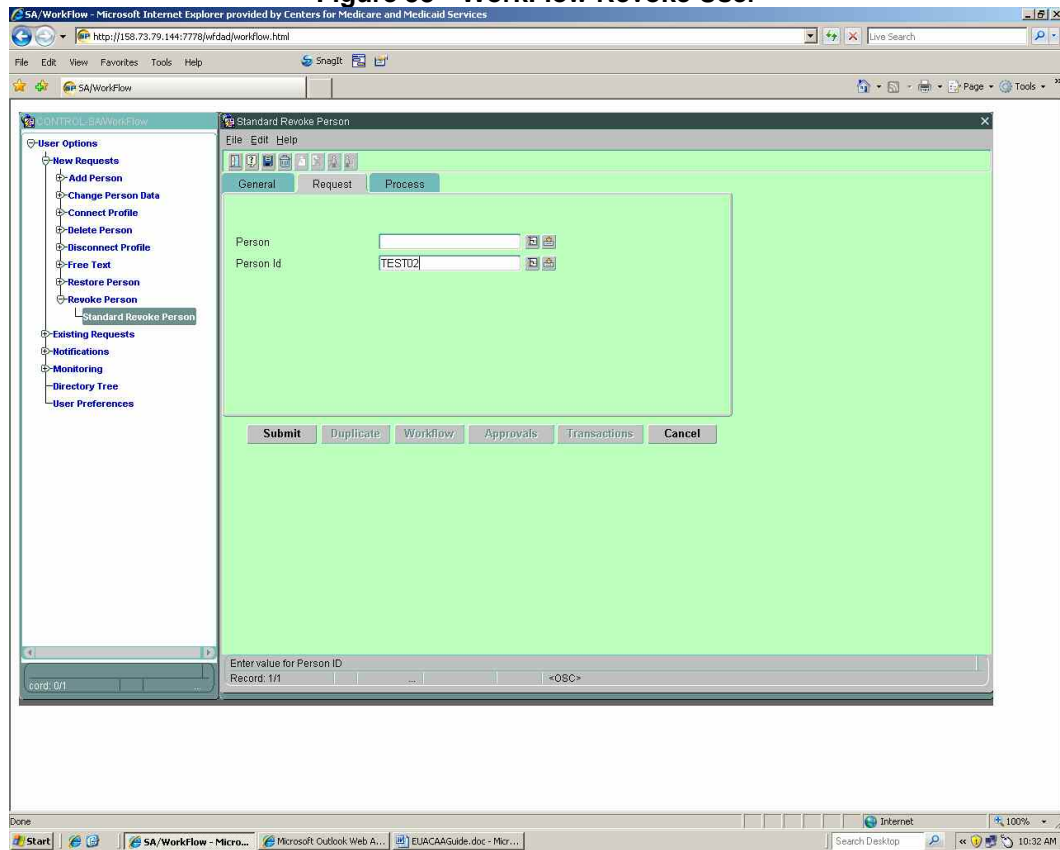 SA/WorkFlow - Microsoft Internet Explorer provided by Centers for Medicare and Medicaid Services
http://158.73.79.144:7778/wfdad/workflow.html
Live Search
File Edit View Favorites Tools Help
SnagIt
SA/WorkFlow
Page
Tools
CONTROL-SA/WorkFlow
Standard Revoke Person
File Edit Help
General Request Process
User Options
New Requests
Add Person
Change Person Data
Connect Profile
Delete Person
Disconnect Profile
Free Text
Restore Person
Revoke Person
Standard Revoke Person
Existing Requests
Notifications
Monitoring
Directory Tree
User Preferences
Person
Person Id TEST02
Submit Duplicate Workflow Approvals Transactions Cancel
Enter value for Person ID
Record: 1/1 ... <OSC>
cord: 0/1 ...
Done
Internet
100%
Start
SA/WorkFlow - Micro...
Microsoft Outlook Web A...
EUACAAGuide.doc - Micr...
Search Desktop
10:32 AM